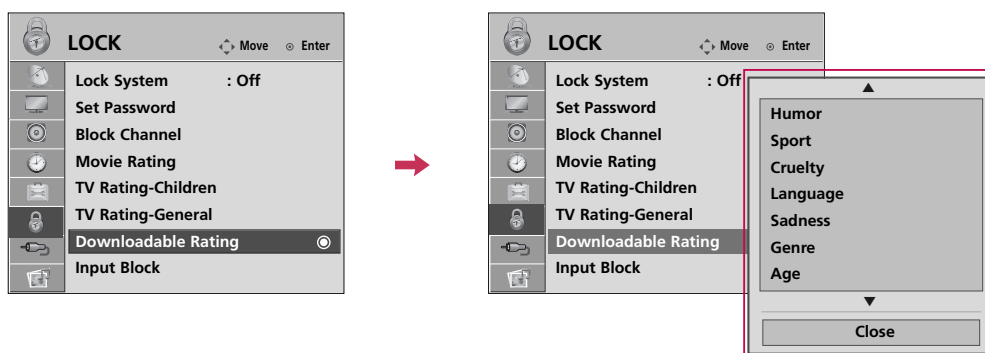 LOCK
Move Enter
Lock System : Off
Set Password
Block Channel
Movie Rating
TV Rating-Children
TV Rating-General
Downloadable Rating
Input Block
LOCK
Move Enter
Lock System : Off
Set Password
Block Channel
Movie Rating
TV Rating-Children
TV Rating-General
Downloadable Rating
Input Block
Humor
Sport
Cruelty
Language
Sadness
Genre
Age
Close